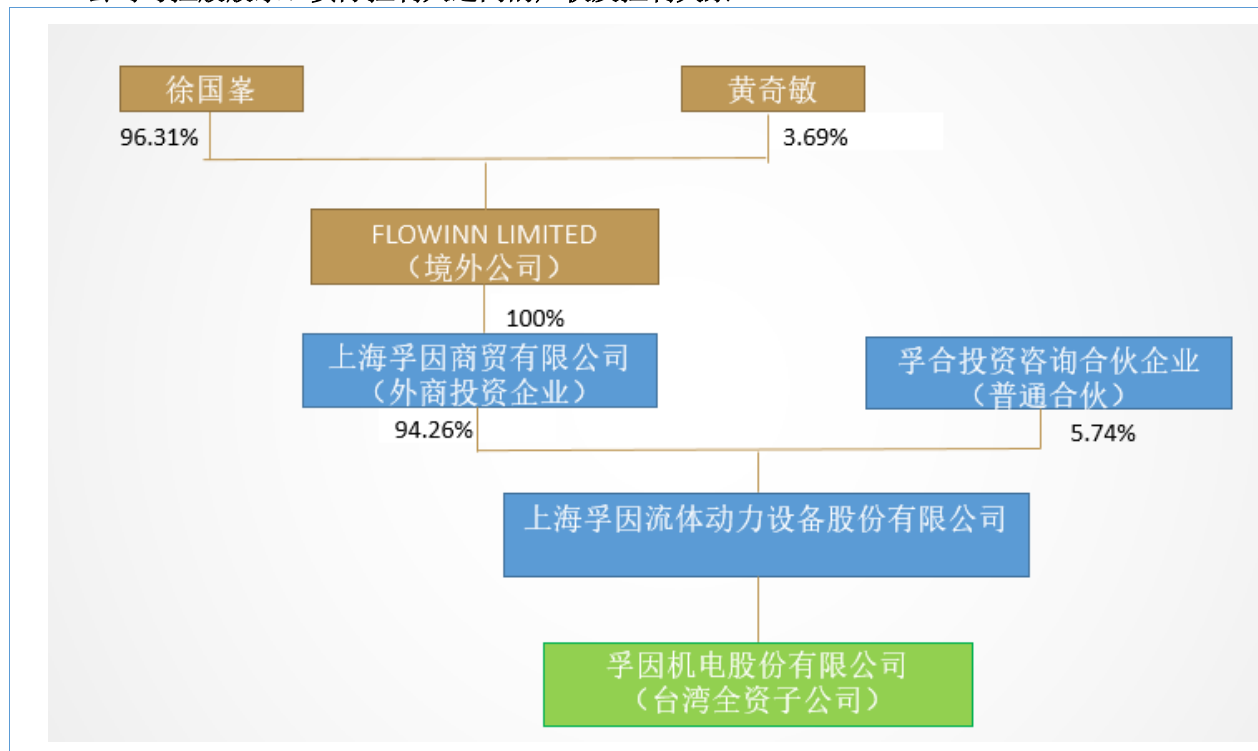 徐国峯
黄奇敏
96.31%
3.69%
FLOWINN LIMITED
（境外公司）
100%
上海孚因商贸有限公司
（外商投资企业）
孚合投资咨询合伙企业
（普通合伙）
94.26%
5.74%
上海孚因流体动力设备股份有限公司
孚因机电股份有限公司
（台湾全资子公司）